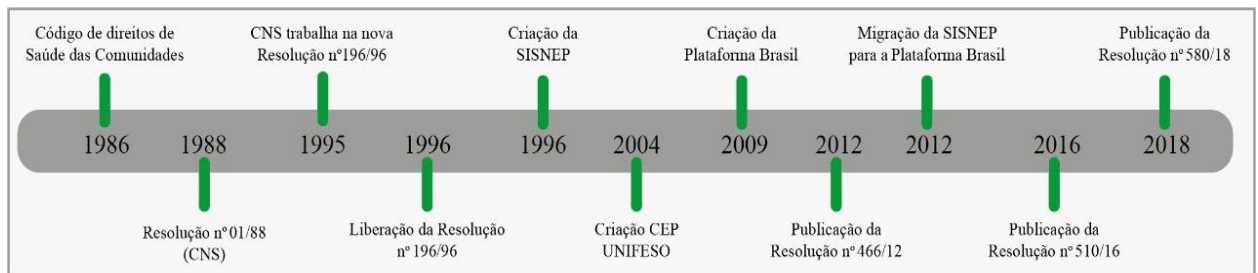 Código de direitos de
Saúde das Comunidades
CNS trabalha na nova
Resolução nº196/96
Criação da
SISNEP
Criação da
Plataforma Brasil
Migração da SISNEP
para a Plataforma Brasil
Publicação da
Resolução nº 580/18
1986 1988 1995 1996 1996 2004 2009 2012 2012 2016 2018
Resolução nº 01/88
(CNS)
Liberação da Resolução
nº 196/96
Criação CEP
UNIFESO
Publicação da
Resolução nº 466/12
Publicação da
Resolução nº 510/16